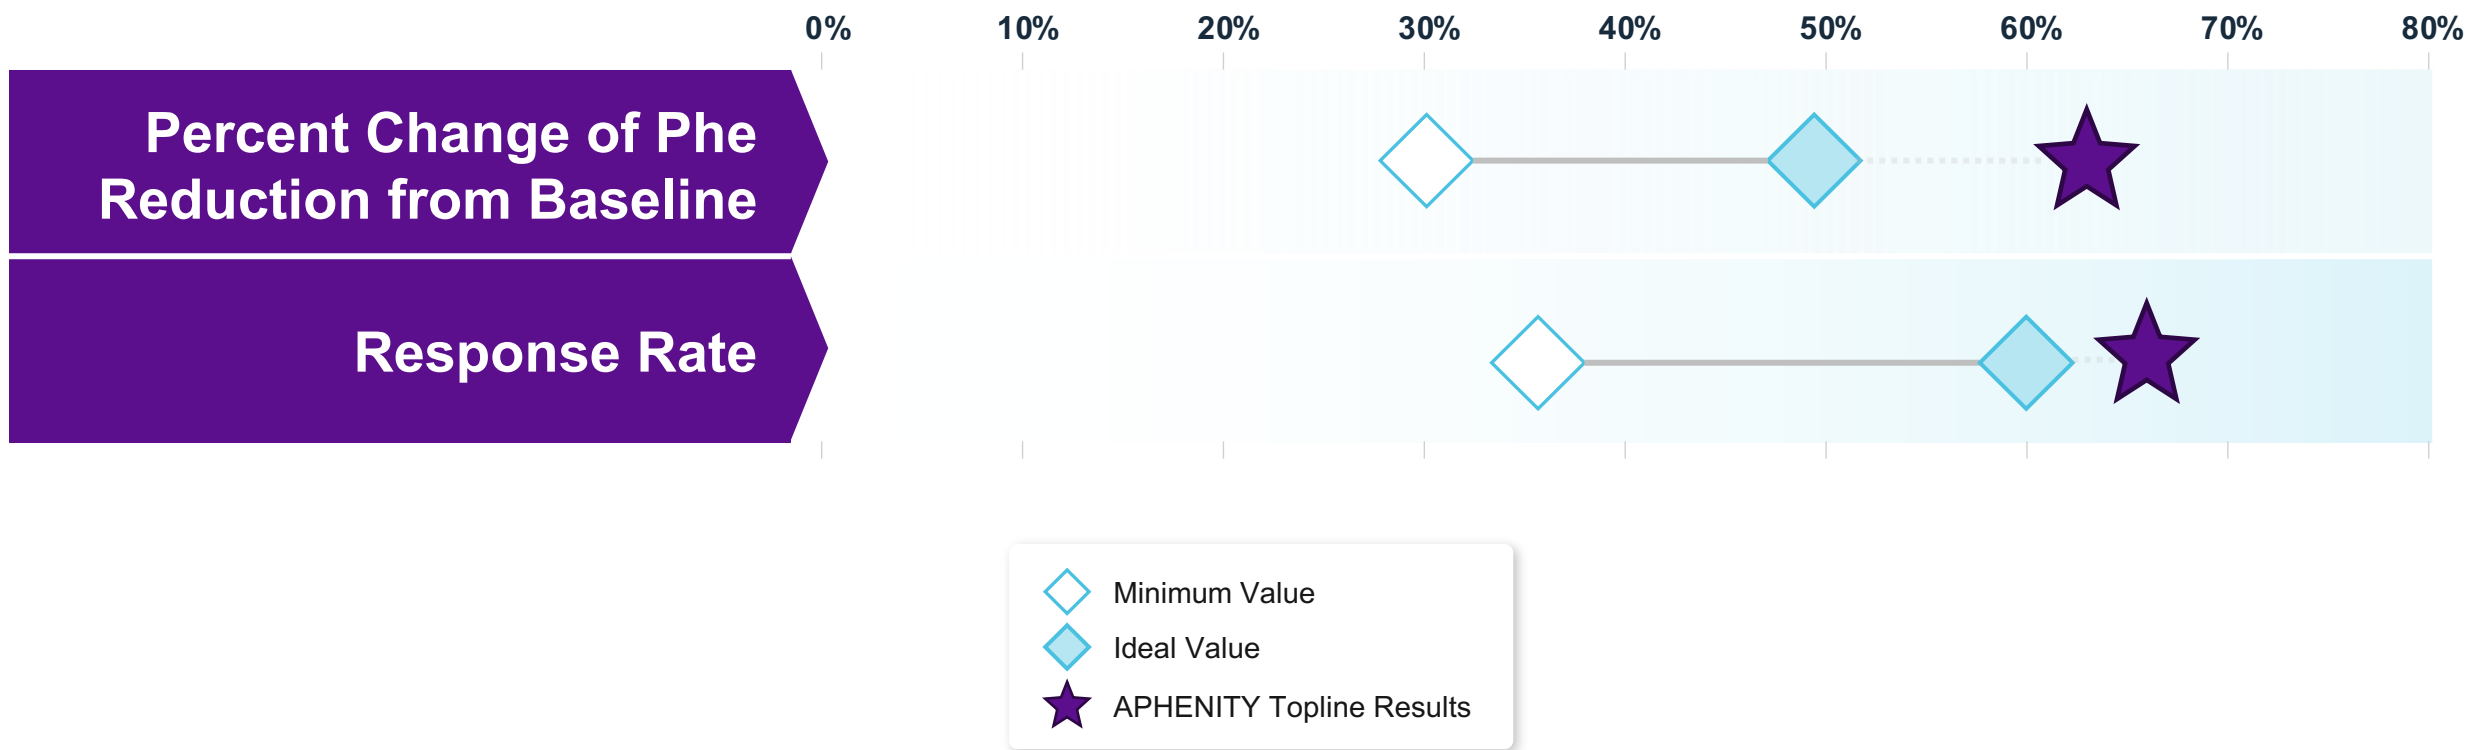 0% 10% 20% 30% 40% 50% 60% 70% 80%
Percent Change of Phe
Reduction from Baseline
Response Rate
Minimum Value
Ideal Value
APHENITY Topline Results